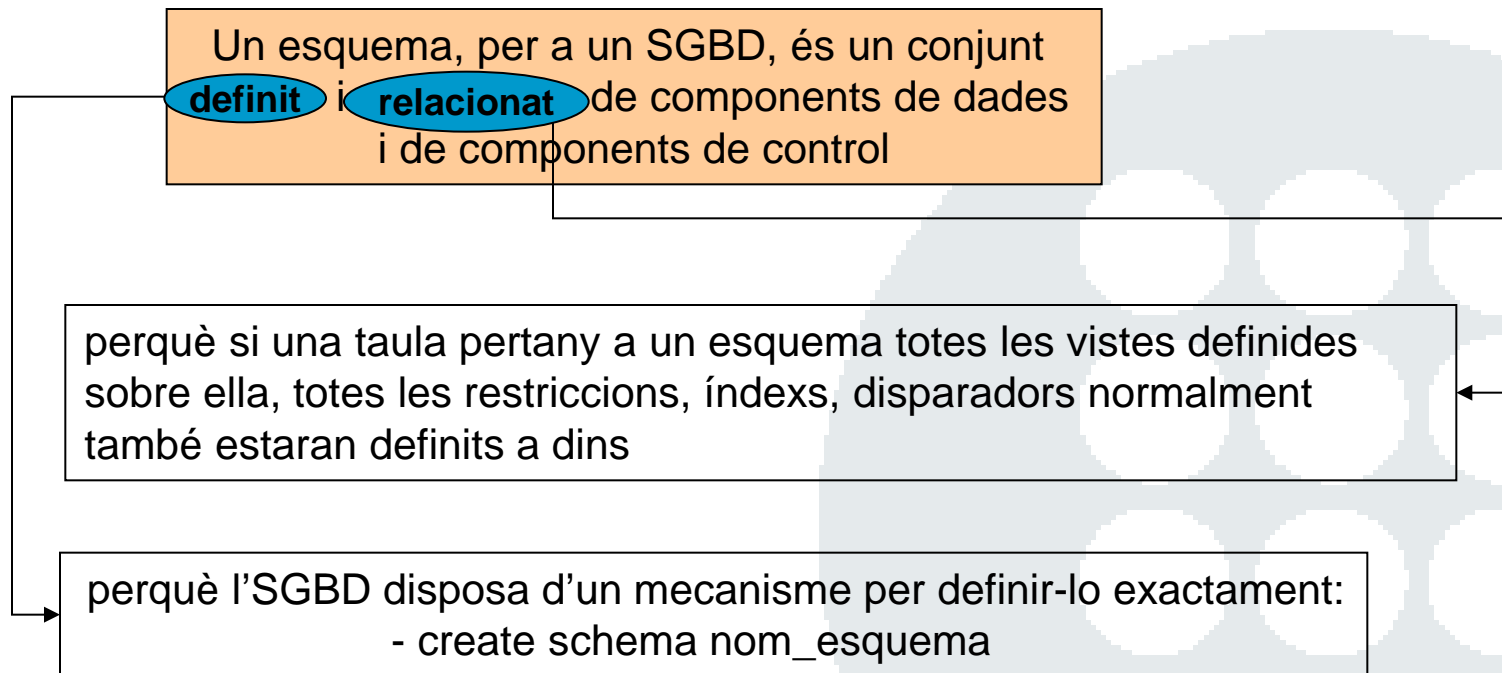 Un esquema, per a un SGBD, és un conjunt
definit i relacionat de components de dades
i de components de control
perquè si una taula pertany a un esquema totes les vistes definides
sobre ella, totes les restriccions, índexs, disparadors normalment
també estaran definits a dins
perquè l’SGBD disposa d’un mecanisme per definir-lo exactament:
- create schema nom_esquema